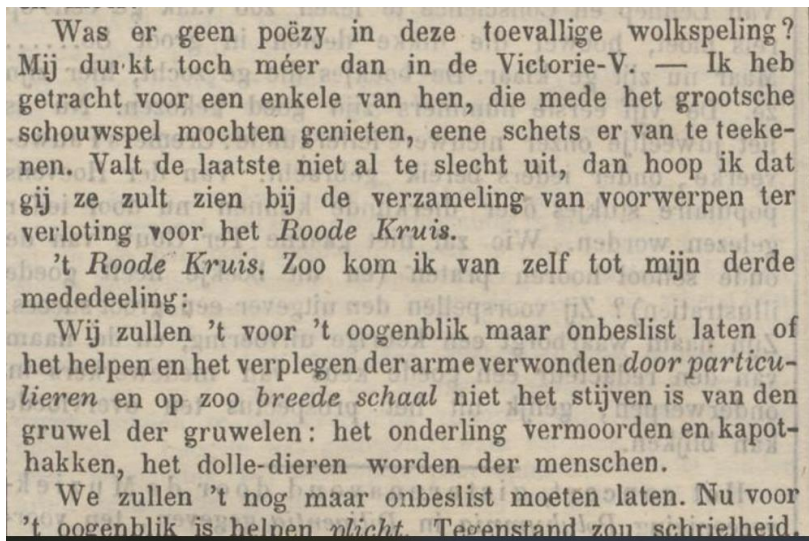 Was er geen poëzy in deze toevallige wolkspeling?
Mij dunkt toch méer dan in de Victorie-V. — Ik heb
getracht voor een enkele van hen, die mede het grootsche
schouwspel mochten genieten, eene schets er van te teeke-
nen. Valt de laatste niet al te slecht uit, dan hoop ik dat
gij ze zult zien bij de verzameling van voorwerpen ter
verloting voor het Roode Kruis.
't Roode Kruis. Zoo kom ik van zelf tot mijn derde
mededeeling:
Wij zullen 't voor 't oogenblik maar onbeslist laten of
het helpen en het verplegen der arme verwonden door particu-
lieren en op zoo breede schaal niet het stijven is van den
gruwel der gruwelen: het onderling vermoorden en kapot-
hakken, het dolle-dieren worden der menschen.
We zullen 't nog maar onbeslist moeten laten. Nu voor
't oogenblik is helpen plicht. Tegenstand zou schrielheid,